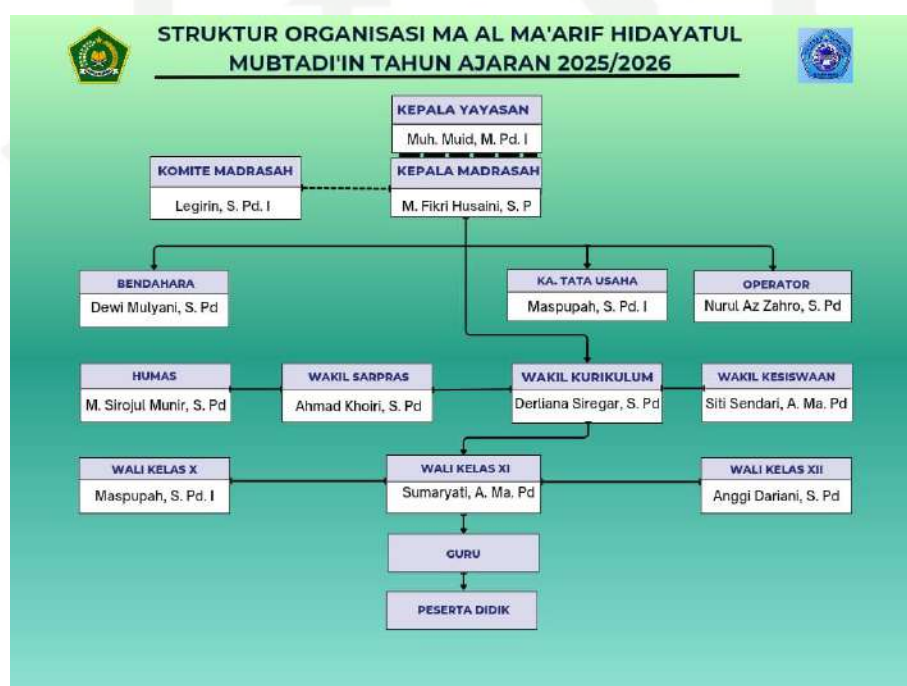 STRUKTUR ORGANISASI MA AL MA'ARIF HIDAYATUL
MUBTADI'IN TAHUN AJARAN 2025/2026
KEPALA YAYASAN
Muh. Muid, M. Pd. I
KOMITE MADRASAH
Legirin, S. Pd. I
KEPALA MADRASAH
M. Fikri Husaini, S. P
BENDAHARA
Dewi Mulyani, S. Pd
KA. TATA USAHA
Maspupah, S. Pd. I
OPERATOR
Nurul Az Zahro, S. Pd
HUMAS
M. Sirojul Munir, S. Pd
WAKIL SARPRAS
Ahmad Khoiri, S. Pd
WAKIL KURIKULUM
Derliana Siregar, S. Pd
WAKIL KESISWAAN
Siti Sendari, A. Ma. Pd
WALI KELAS X
Maspupah, S. Pd. I
WALI KELAS XI
Sumaryati, A. Ma. Pd
WALI KELAS XII
Anggi Dariani, S. Pd
GURU
PESERTA DIDIK